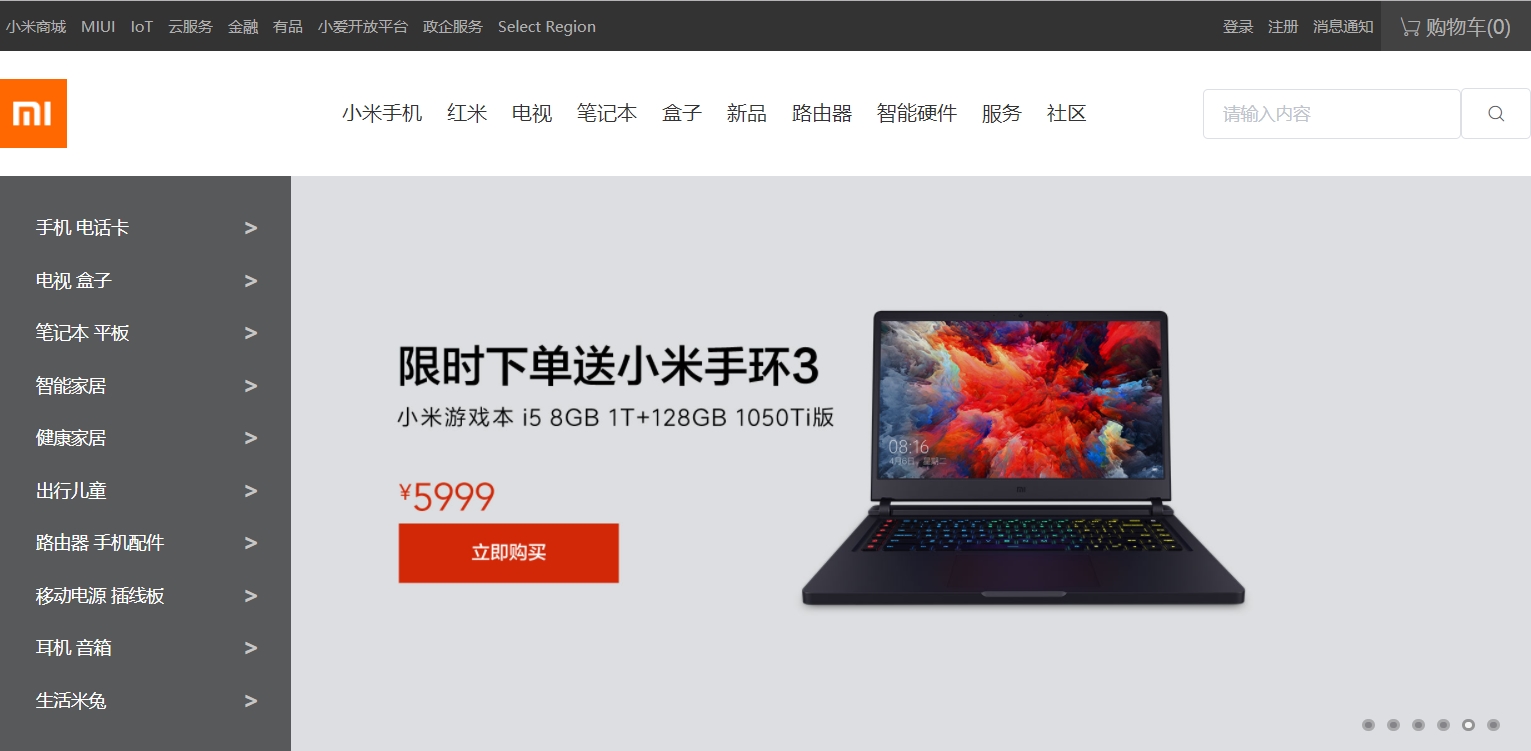 小米商城 MIUI IoT 云服务 金融 有品 小爱开放平台 政企服务 Select Region 登录 注册 消息通知 购物车(0)
mi 小米手机 红米 电视 笔记本 盒子 新品 路由器 智能硬件 服务 社区 请输入内容
手机 电话卡 >
电视 盒子 >
笔记本 平板 >
智能家居 >
健康家居 >
出行儿童 >
路由器 手机配件 >
移动电源 插线板 >
耳机 音箱 >
生活米兔 >
限时下单送小米手环3
小米游戏本 i5 8GB 1T+128GB 1050Ti版
¥5999
立即购买
08:16
4月6日, 星期二
mi